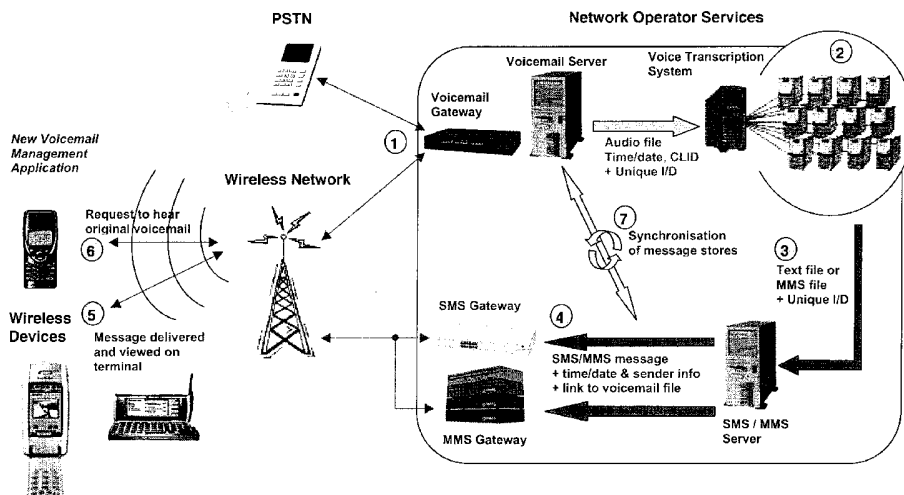 PSTN
Network Operator Services
Voicemail Server
Voice Transcription
System
2
Voicemail
Gateway
1
Audio file
Time/date, CLID
+ Unique I/D
New Voicemail
Management
Application
Wireless Network
Request to hear
original voicemail
6
7
Synchronisation
of message stores
3
Text file or
MMS file
+ Unique I/D
5
Wireless
Devices
Message delivered
and viewed on
terminal
SMS Gateway
4
SMS/MMS message
+ time/date & sender info
+ link to voicemail file
MMS Gateway
SMS / MMS
Server